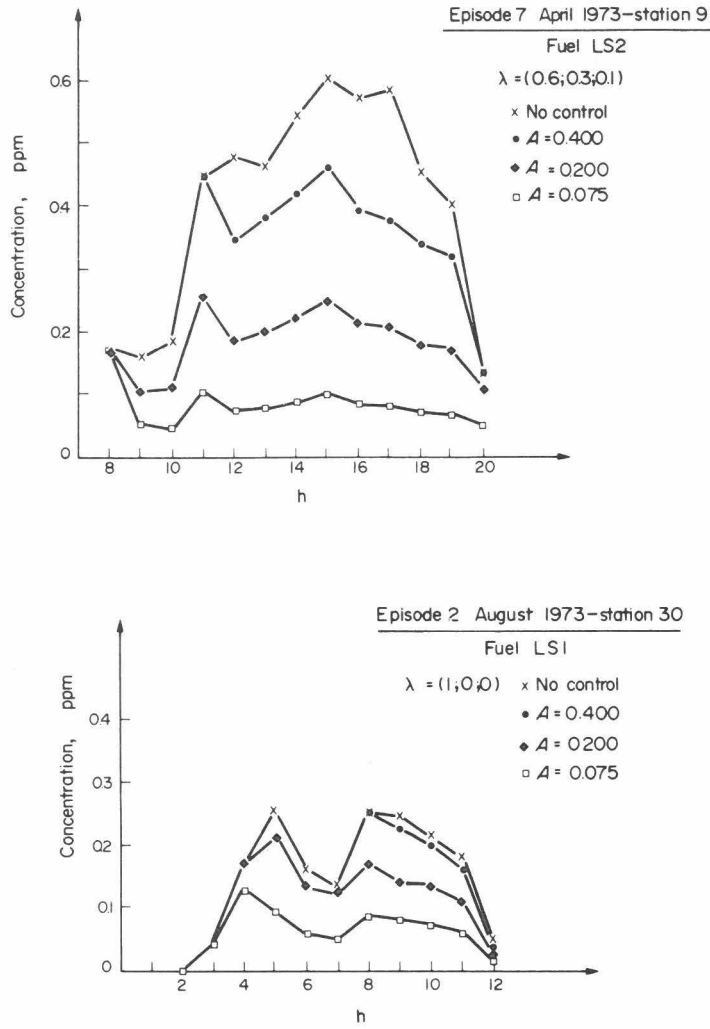 Episode 7 April 1973-station 9
Fuel LS2
λ = (0.6;0.3;0.1)
× No control
• A = 0.400
◆ A = 0.200
□ A = 0.075
Concentration, ppm
0.6
0.4
0.2
0
8 10 12 14 16 18 20
h
Episode 2 August 1973-station 30
Fuel LS1
λ = (1;0;0) × No control
• A = 0.400
◆ A = 0.200
□ A = 0.075
Concentration, ppm
0.4
0.3
0.2
0.1
0
2 4 6 8 10 12
h